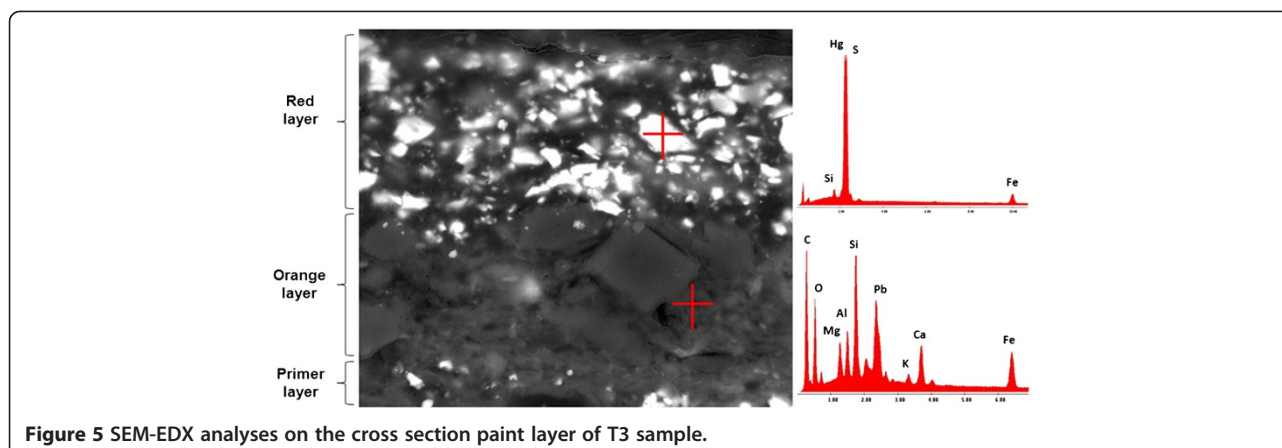 Red
layer
Orange
layer
Primer
layer
Hg
S
Si
Fe
C
O
Mg
Al
Si
Pb
K
Ca
Fe
1.00
2.00
3.00
4.00
5.00
6.00
Figure 5 SEM-EDX analyses on the cross section paint layer of T3 sample.